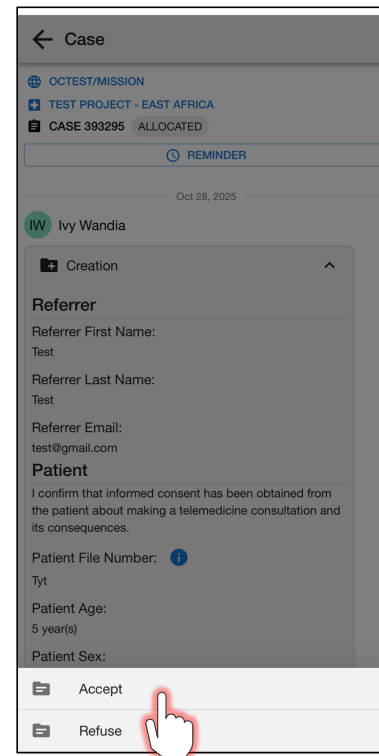 Case
OCTEST/MISSION
TEST PROJECT - EAST AFRICA
CASE 393295 ALLOCATED
REMINDER
Oct 28, 2025
IW Ivy Wandia
Creation
Referrer
Referrer First Name:
Test
Referrer Last Name:
Test
Referrer Email:
test@gmail.com
Patient
I confirm that informed consent has been obtained from
the patient about making a telemedicine consultation and
its consequences.
Patient File Number:
Tyt
Patient Age:
5 year(s)
Patient Sex:
Accept
Refuse